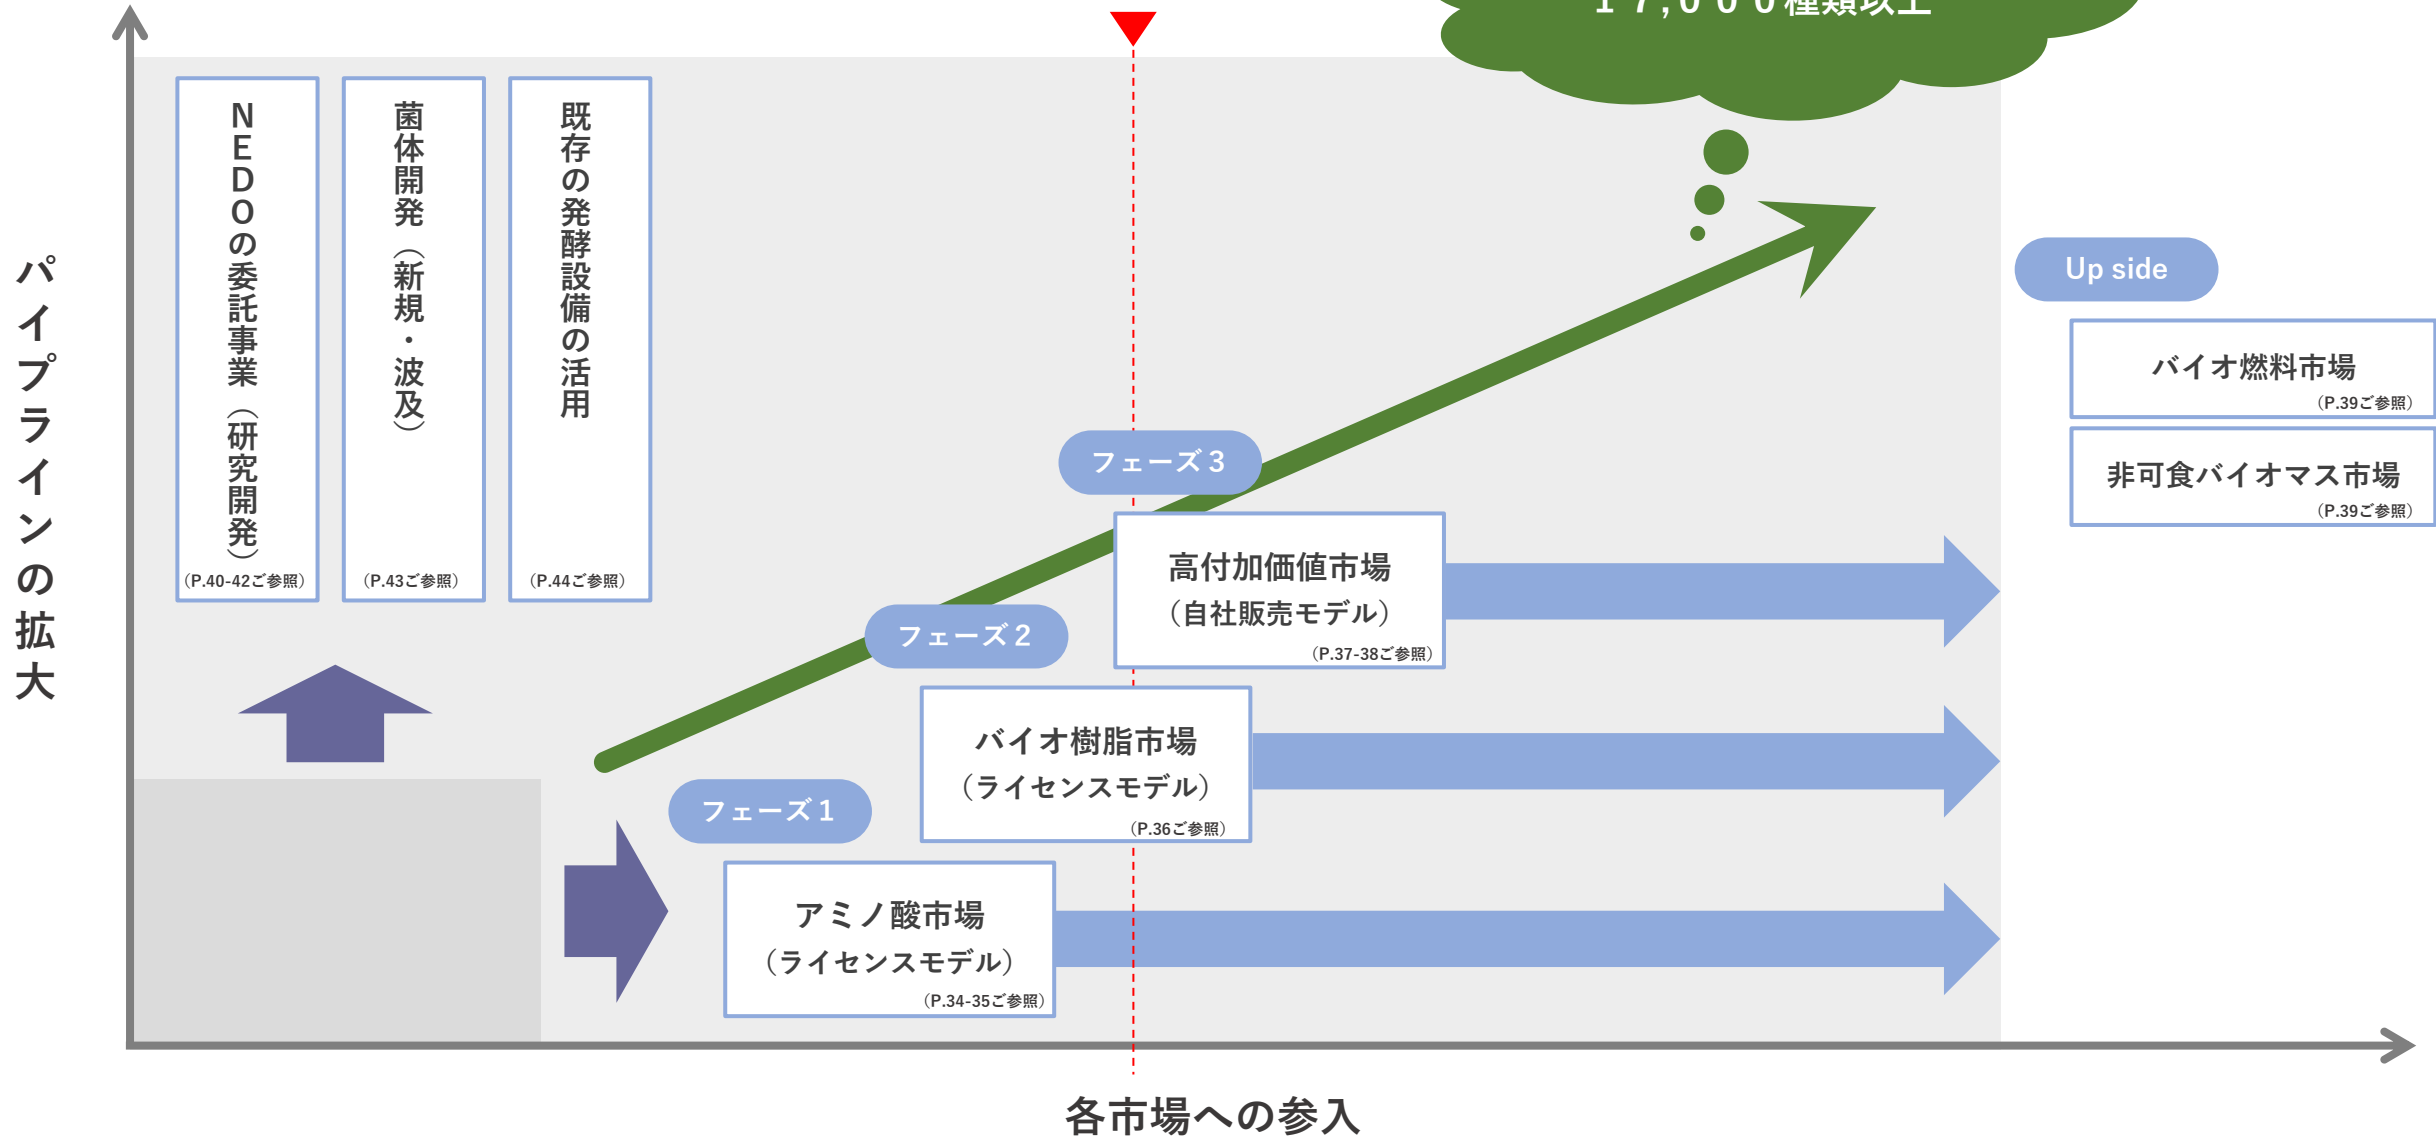 １７,０００種類以上
パイプラインの拡大
ＮＥＤＯの委託事業（研究開発）
（P.40-42ご参照）
菌体開発（新規・波及）
（P.43ご参照）
既存の発酵設備の活用
（P.44ご参照）
Up side
バイオ燃料市場
（P.39ご参照）
非可食バイオマス市場
（P.39ご参照）
フェーズ３
高付加価値市場
（自社販売モデル）
（P.37-38ご参照）
フェーズ２
バイオ樹脂市場
（ライセンスモデル）
（P.36ご参照）
フェーズ１
アミノ酸市場
（ライセンスモデル）
（P.34-35ご参照）
各市場への参入